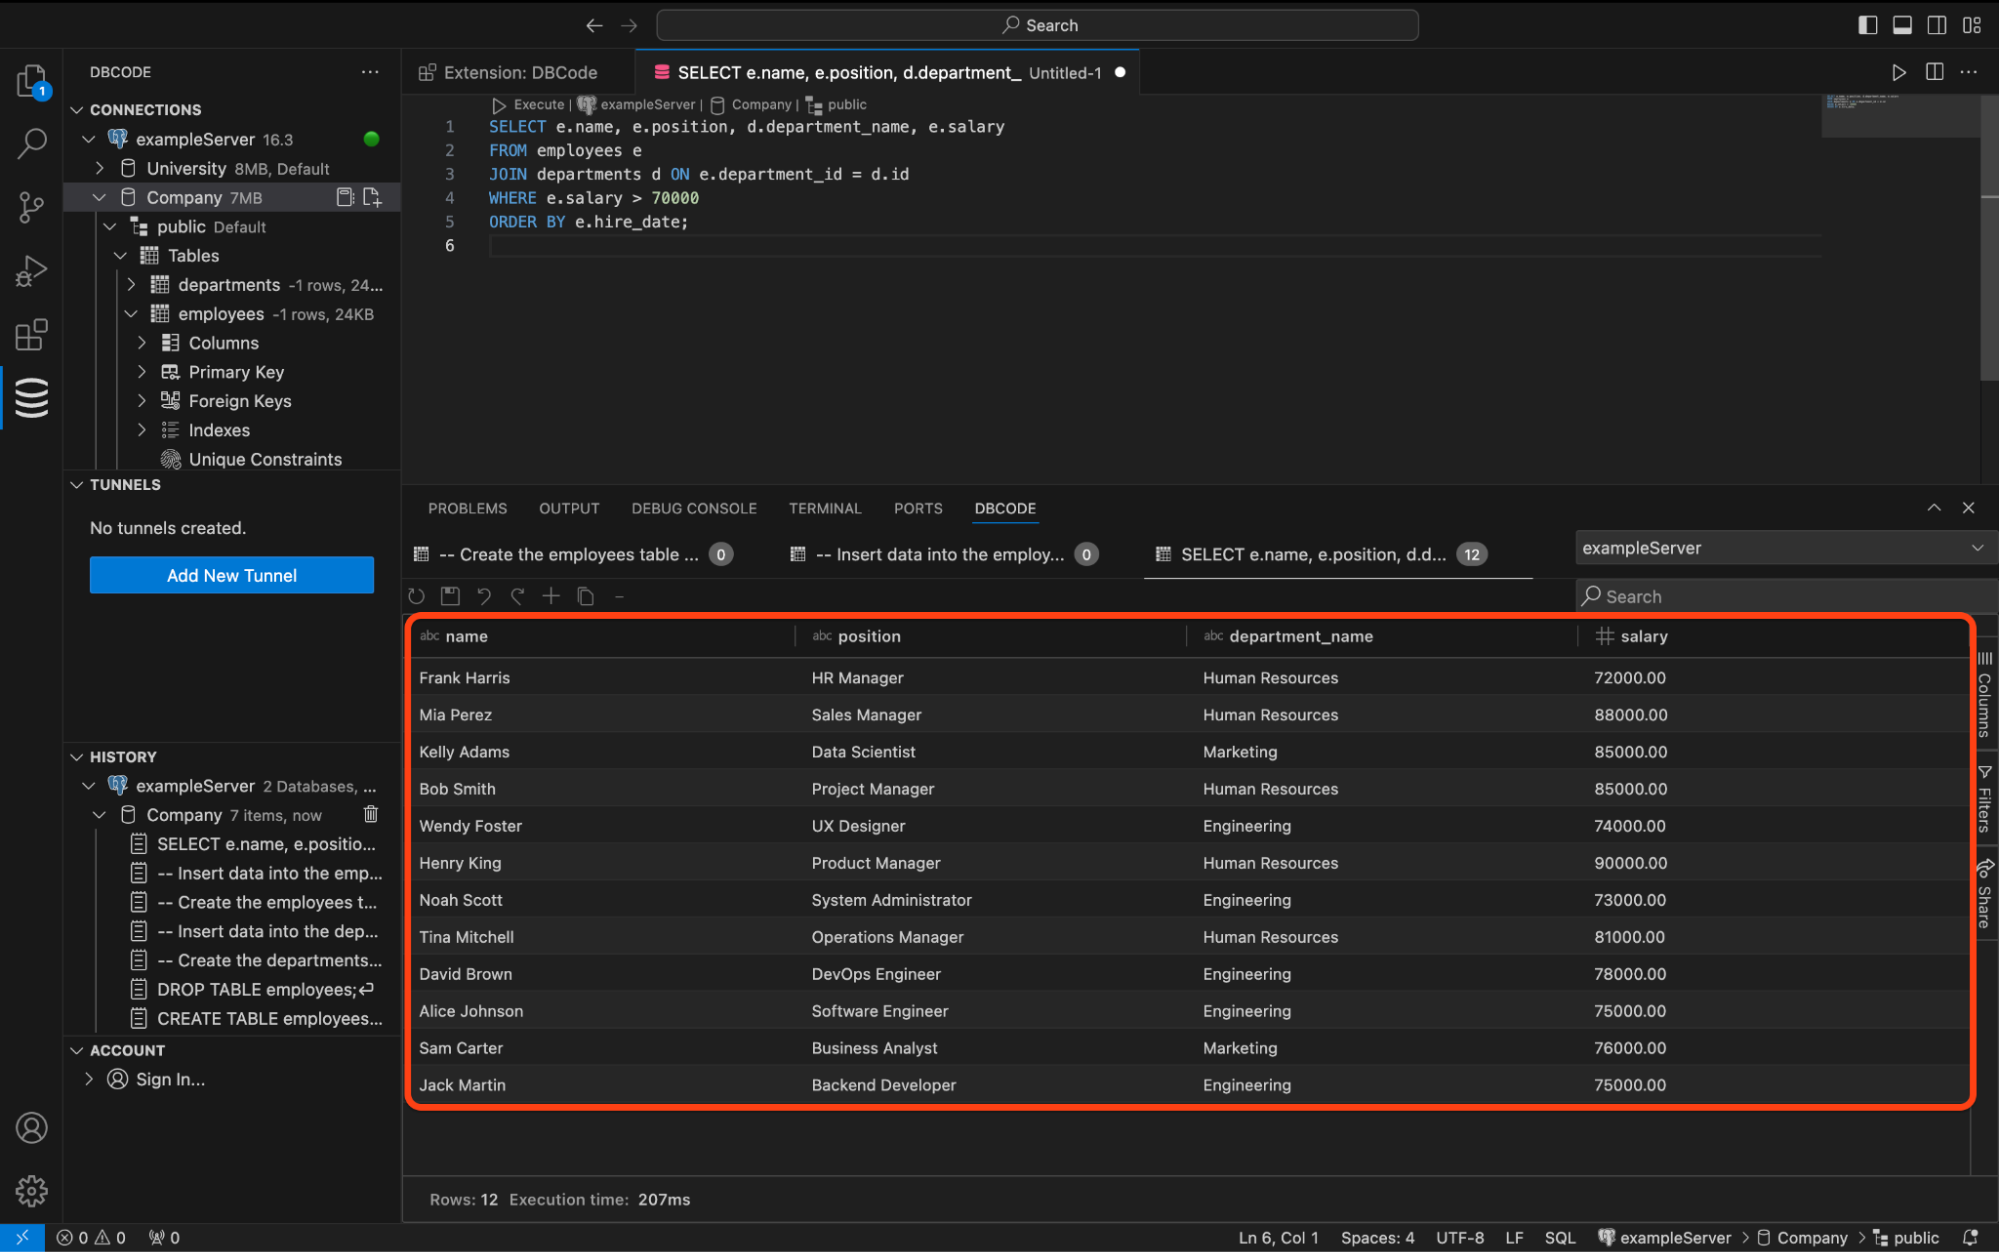 Search
DBCODE
Extension: DBCode
SELECT e.name, e.position, d.department_ Untitled-1
1
CONNECTIONS
exampleServer 16.3
University 8MB, Default
Company 7MB
public Default
Tables
departments -1 rows, 24...
employees -1 rows, 24KB
Columns
Primary Key
Foreign Keys
Indexes
Unique Constraints
TUNNELS
No tunnels created.
Add New Tunnel
HISTORY
exampleServer 2 Databases, ...
Company 7 items, now
SELECT e.name, e.positio...
-- Insert data into the emp...
-- Create the employees t...
-- Insert data into the dep...
-- Create the departments...
DROP TABLE employees;↵
CREATE TABLE employees...
ACCOUNT
Sign In...
Execute | exampleServer | Company | public
1 SELECT e.name, e.position, d.department_name, e.salary
2 FROM employees e
3 JOIN departments d ON e.department_id = d.id
4 WHERE e.salary > 70000
5 ORDER BY e.hire_date;
6
PROBLEMS OUTPUT DEBUG CONSOLE TERMINAL PORTS DBCODE
-- Create the employees table ... 0 -- Insert data into the employ... 0 SELECT e.name, e.position, d.d... 12 exampleServer
Search
abc name abc position abc department_name salary
Frank Harris HR Manager Human Resources 72000.00
Mia Perez Sales Manager Human Resources 88000.00
Kelly Adams Data Scientist Marketing 85000.00
Bob Smith Project Manager Human Resources 85000.00
Wendy Foster UX Designer Engineering 74000.00
Henry King Product Manager Human Resources 90000.00
Noah Scott System Administrator Engineering 73000.00
Tina Mitchell Operations Manager Human Resources 81000.00
David Brown DevOps Engineer Engineering 78000.00
Alice Johnson Software Engineer Engineering 75000.00
Sam Carter Business Analyst Marketing 76000.00
Jack Martin Backend Developer Engineering 75000.00
Columns
Filters
Share
Rows: 12 Execution time: 207ms
0 0 0 Ln 6, Col 1 Spaces: 4 UTF-8 LF SQL exampleServer > Company > public